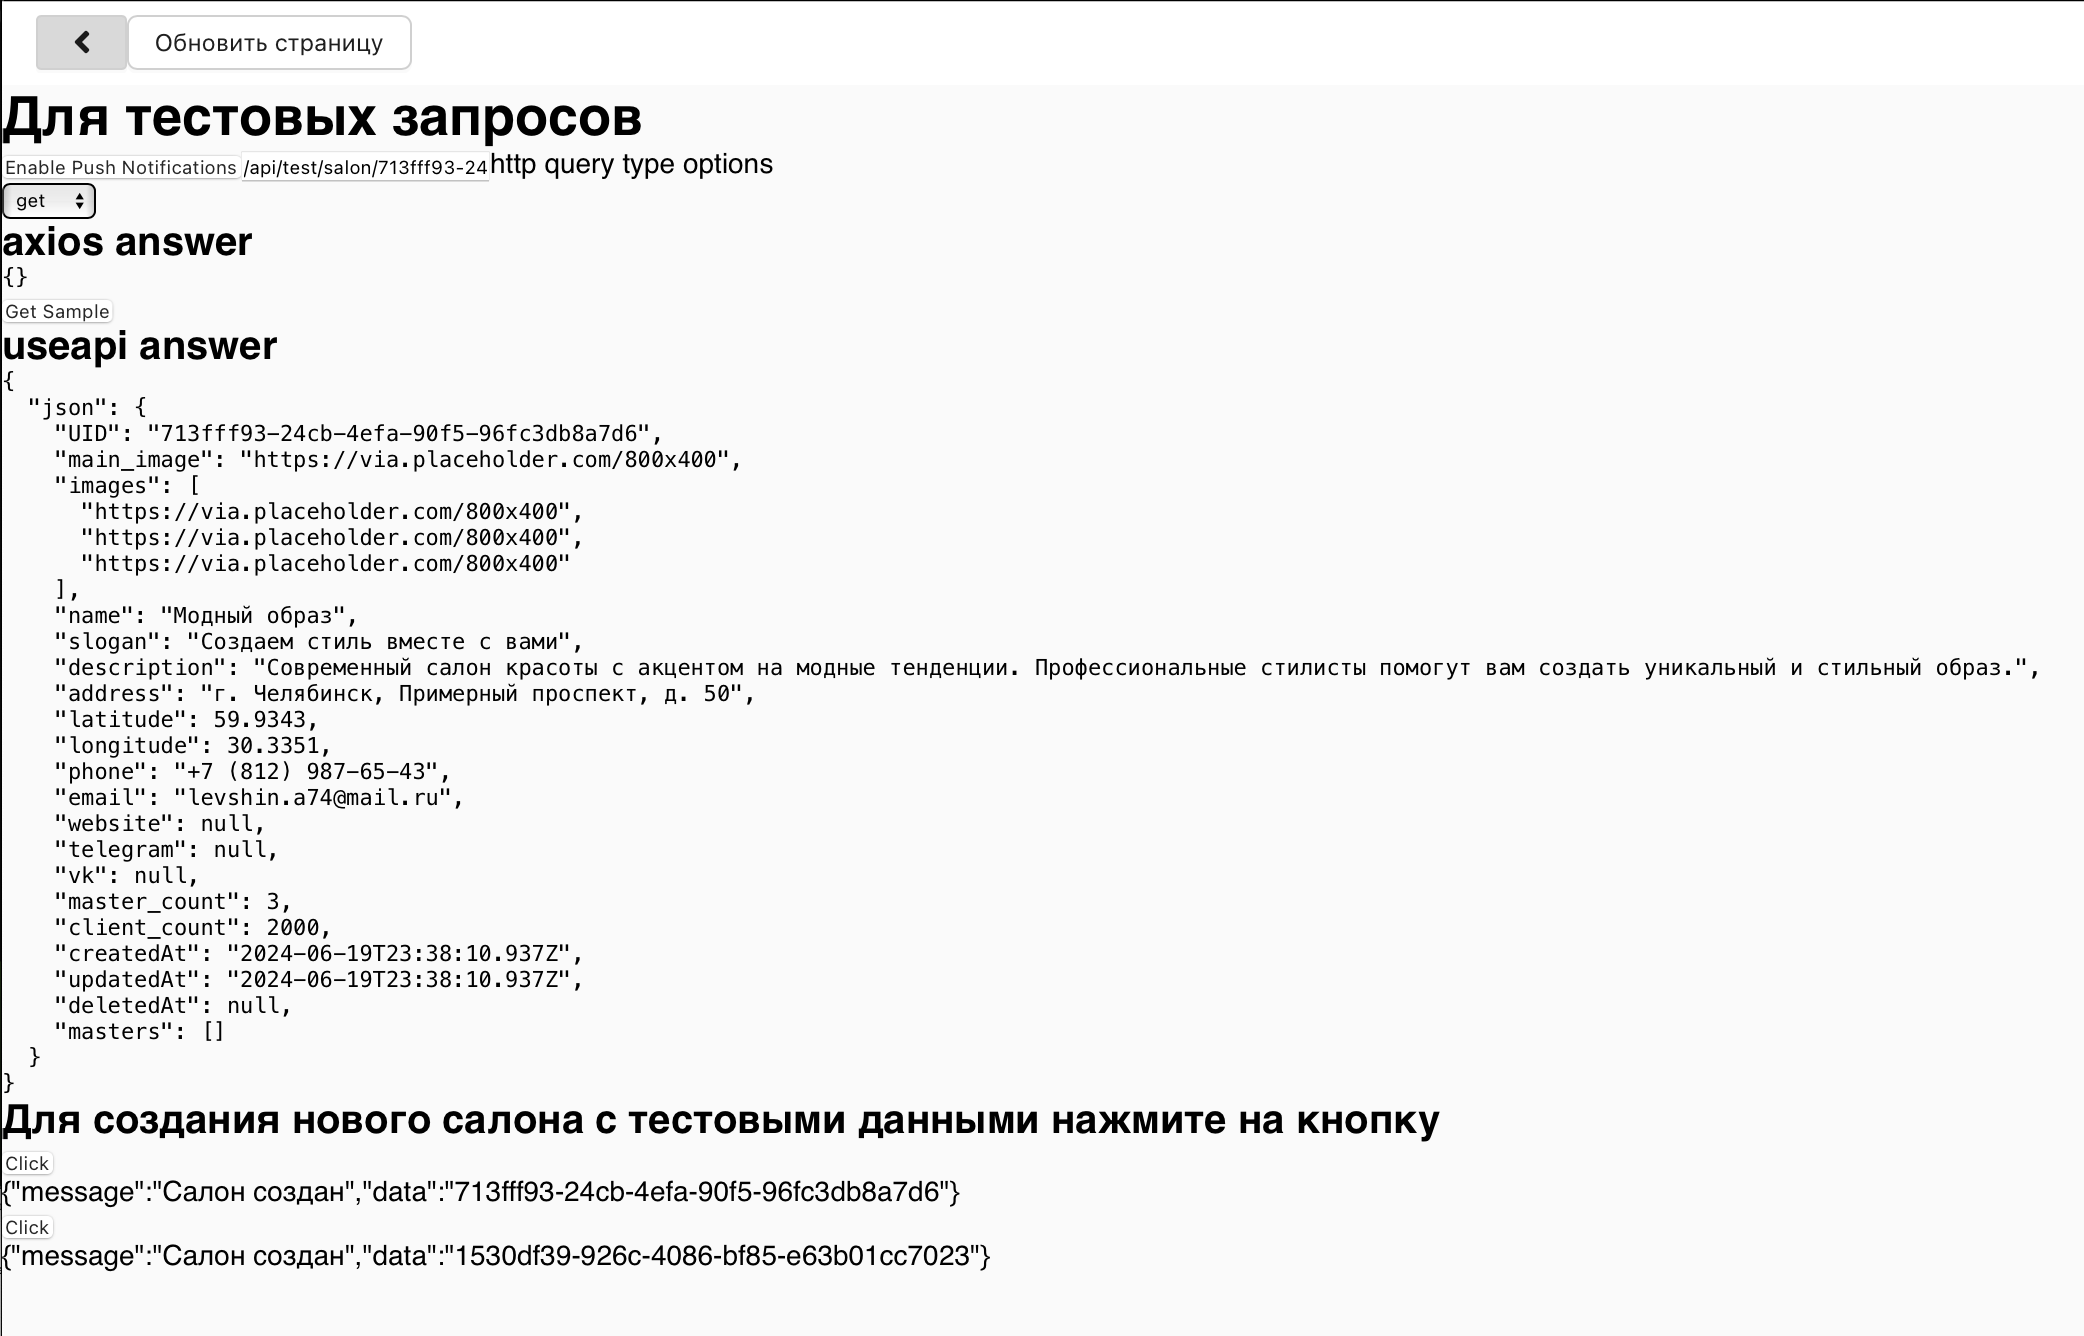 Обновить страницу
Для тестовых запросов
Enable Push Notifications /api/test/salon/713fff93-24 http query type options
get
axios answer
{}
Get Sample
useapi answer
{
  "json": {
    "UID": "713fff93-24cb-4efa-90f5-96fc3db8a7d6",
    "main_image": "https://via.placeholder.com/800x400",
    "images": [
      "https://via.placeholder.com/800x400",
      "https://via.placeholder.com/800x400",
      "https://via.placeholder.com/800x400"
    ],
    "name": "Модный образ",
    "slogan": "Создаем стиль вместе с вами",
    "description": "Современный салон красоты с акцентом на модные тенденции. Профессиональные стилисты помогут вам создать уникальный и стильный образ.",
    "address": "г. Челябинск, Примерный проспект, д. 50",
    "latitude": 59.9343,
    "longitude": 30.3351,
    "phone": "+7 (812) 987-65-43",
    "email": "levshin.a74@mail.ru",
    "website": null,
    "telegram": null,
    "vk": null,
    "master_count": 3,
    "client_count": 2000,
    "createdAt": "2024-06-19T23:38:10.937Z",
    "updatedAt": "2024-06-19T23:38:10.937Z",
    "deletedAt": null,
    "masters": []
  }
}
Для создания нового салона с тестовыми данными нажмите на кнопку
Click
{"message":"Салон создан","data":"713fff93-24cb-4efa-90f5-96fc3db8a7d6"}
Click
{"message":"Салон создан","data":"1530df39-926c-4086-bf85-e63b01cc7023"}